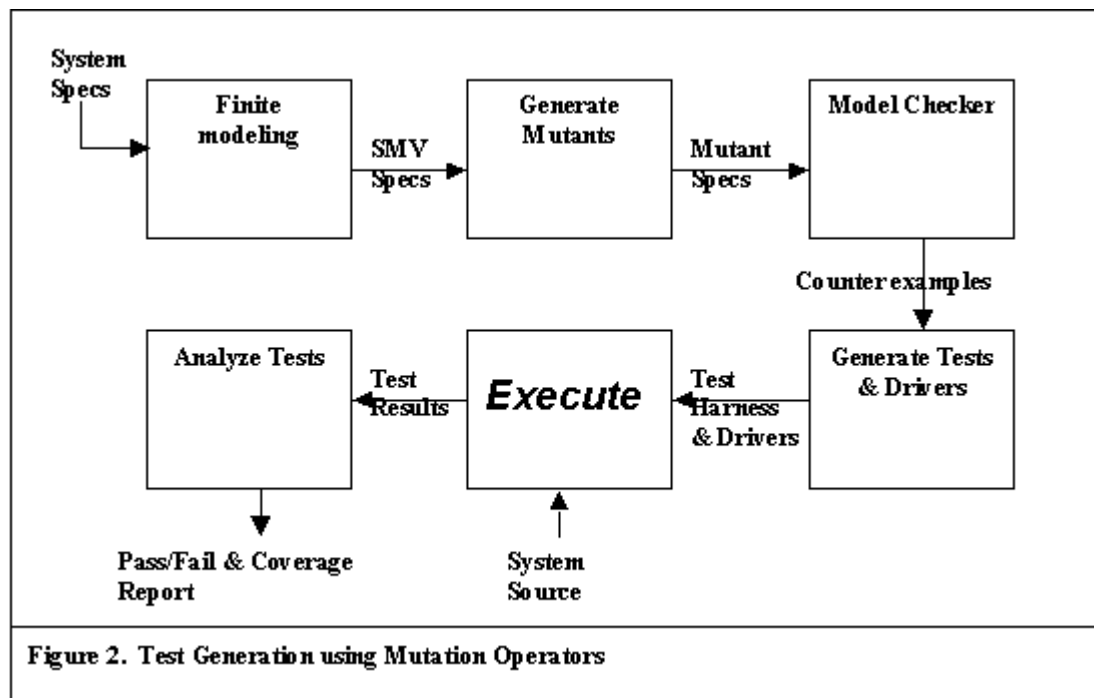 System
Specs
Finite
modeling
SMV
Specs
Generate
Mutants
Mutant
Specs
Model Checker
Counter examples
Generate Tests
& Drivers
Test
Harness
& Drivers
Execute
System
Source
Test
Results
Analyze Tests
Pass/Fail & Coverage
Report
Figure 2. Test Generation using Mutation Operators